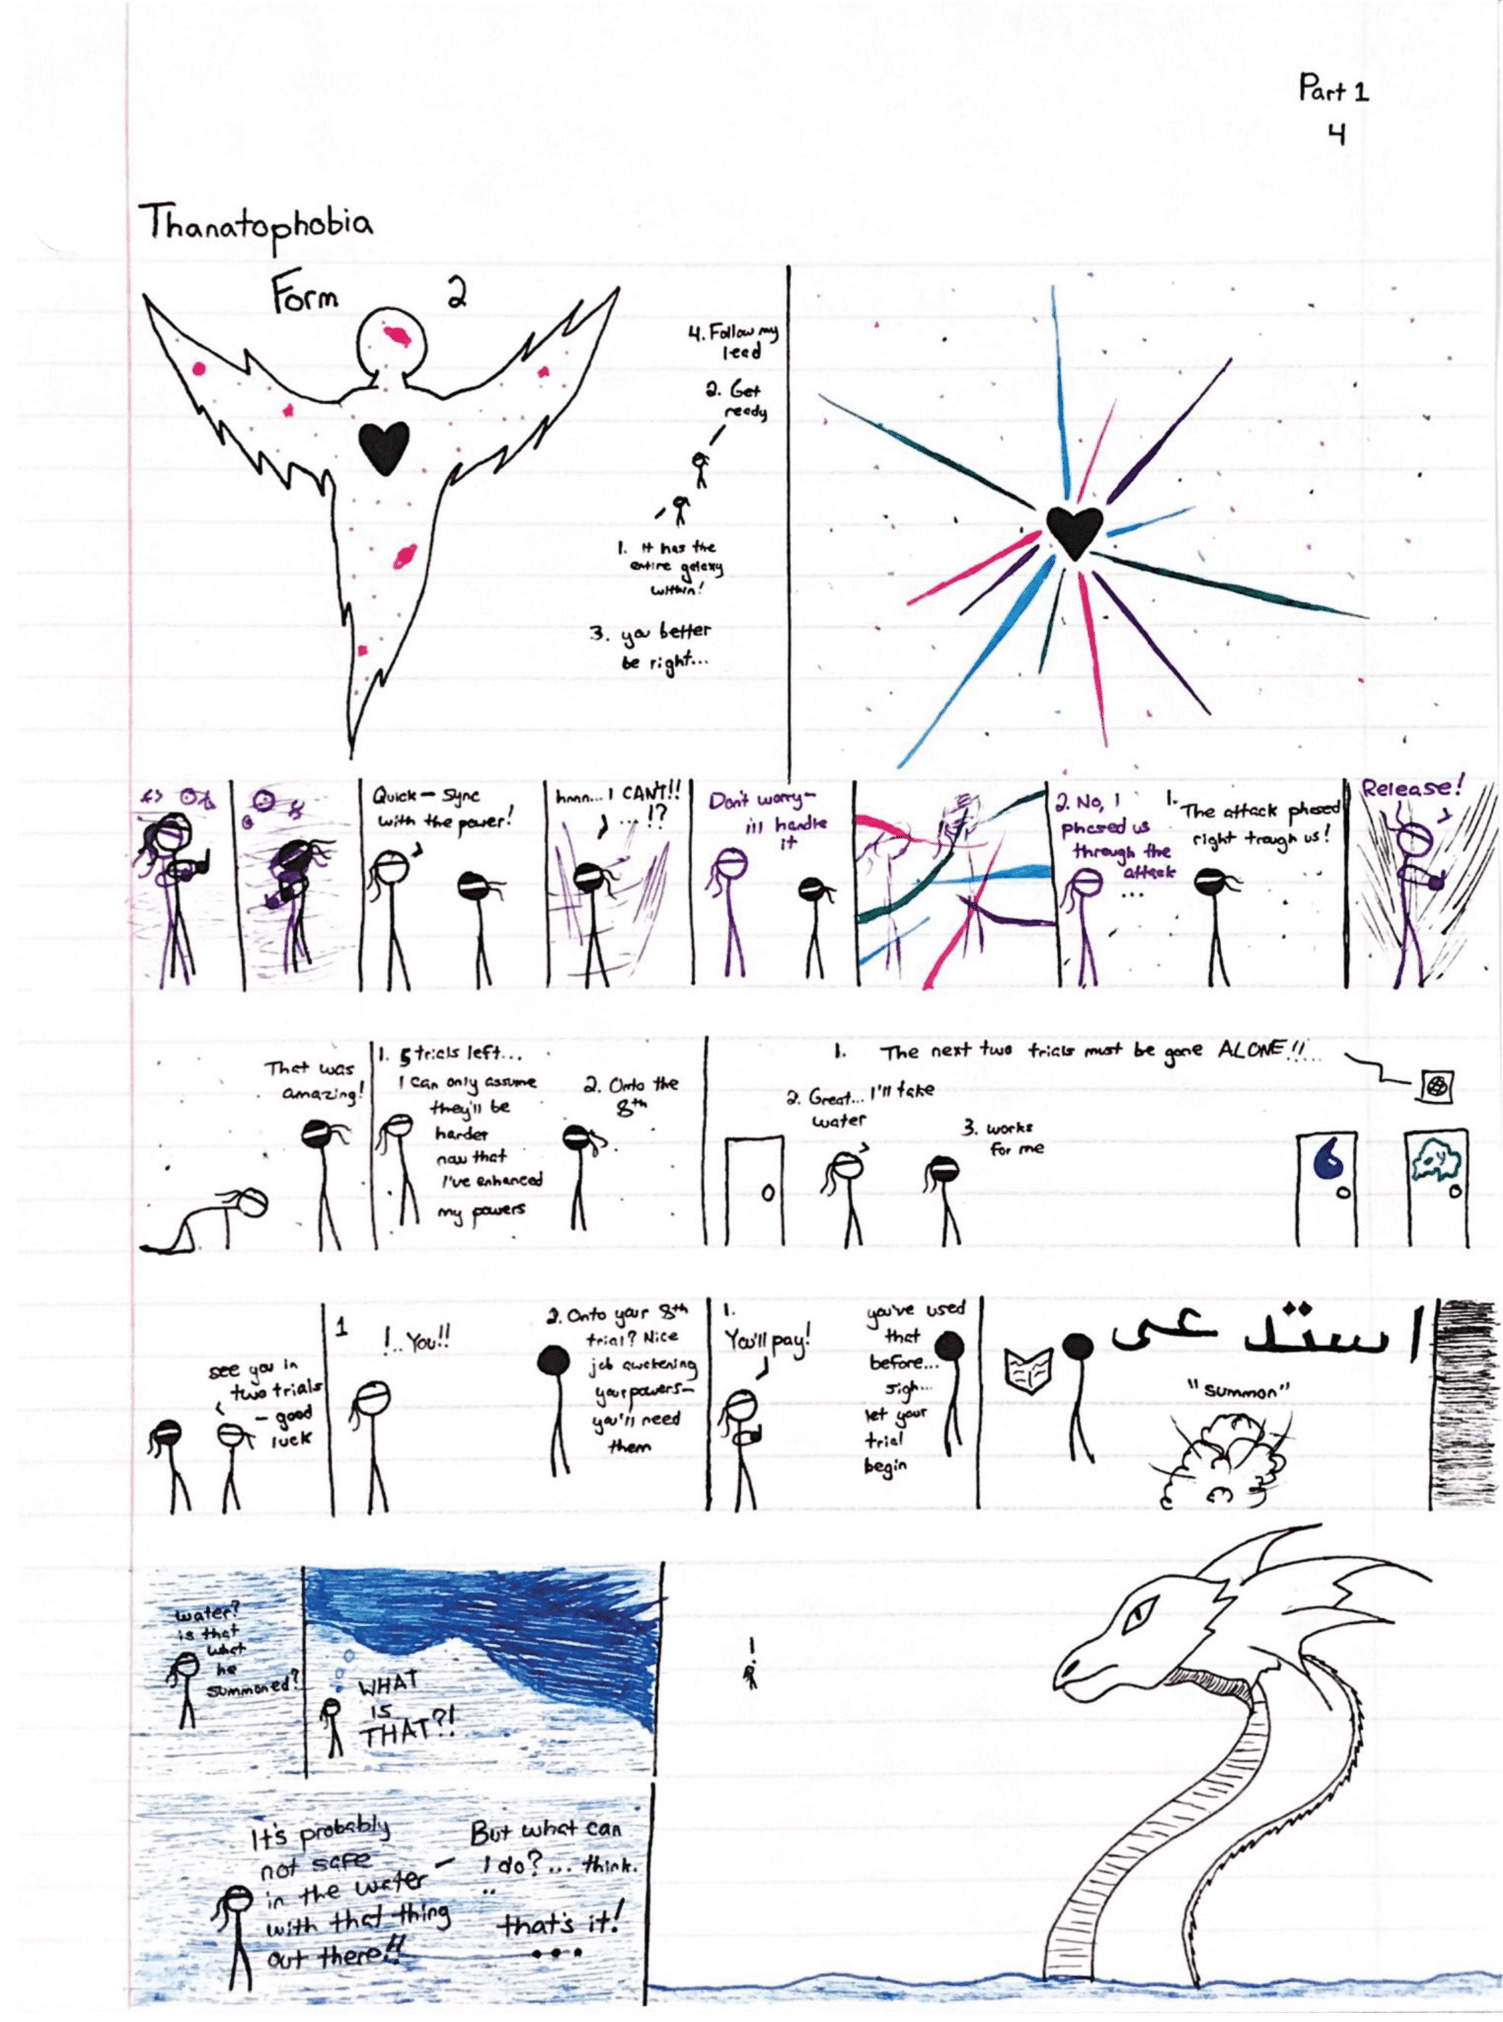 Part 1
4
Thanatophobia
Form 2
4. Follow my
lead
2. Get
ready
1. It has the
entire galaxy
within!
3. you better
be right...
Quick - sync
with the power!
hmn... I CANT!!
... !?
Don't worry-
ill handle
it
2. No, I
phased us
through the
attack
...
1. The attack phased
right trough us!
Release!
That was
amazing!
1. 5 trials left...
I can only assume
they'll be
harder
now that
I've enhanced
my powers
2. Onto the
8th
1. The next two trials must be gone ALONE!!...
2. Great... I'll take
water
3. works
for me
see you in
two trials
- good
luck
1
!.. You!!
2. Onto your 8th
trial? Nice
job awakening
your powers-
you'll need
them
1.
You'll pay!
you've used
that
before...
sigh...
let your
trial
begin
استدعى
"summon"
water?
is that
what
he
summoned?
WHAT
IS
THAT?!
!
It's probably
not safe
in the water -
with that thing
out there!!
But what can
I do?... think.
..
that's it!
...